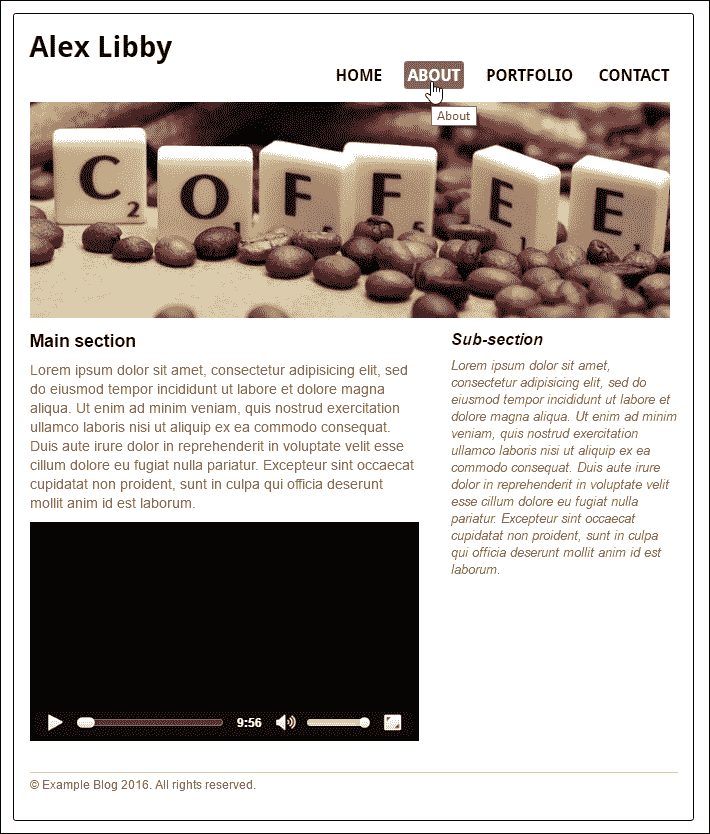 Alex Libby
HOME ABOUT PORTFOLIO CONTACT
About
C O F F E E
2 1 5 5 1 1
Main section
Lorem ipsum dolor sit amet, consectetur adipisicing elit, sed
do eiusmod tempor incididunt ut labore et dolore magna
aliqua. Ut enim ad minim veniam, quis nostrud exercitation
ullamco laboris nisi ut aliquip ex ea commodo consequat.
Duis aute irure dolor in reprehenderit in voluptate velit esse
cillum dolore eu fugiat nulla pariatur. Excepteur sint occaecat
cupidatat non proident, sunt in culpa qui officia deserunt
mollit anim id est laborum.
9:56
Sub-section
Lorem ipsum dolor sit amet,
consectetur adipisicing elit, sed do
eiusmod tempor incididunt ut labore et
dolore magna aliqua. Ut enim ad minim
veniam, quis nostrud exercitation
ullamco laboris nisi ut aliquip ex ea
commodo consequat. Duis aute irure
dolor in reprehenderit in voluptate velit
esse cillum dolore eu fugiat nulla
pariatur. Excepteur sint occaecat
cupidatat non proident, sunt in culpa
qui officia deserunt mollit anim id est
laborum.
© Example Blog 2016. All rights reserved.